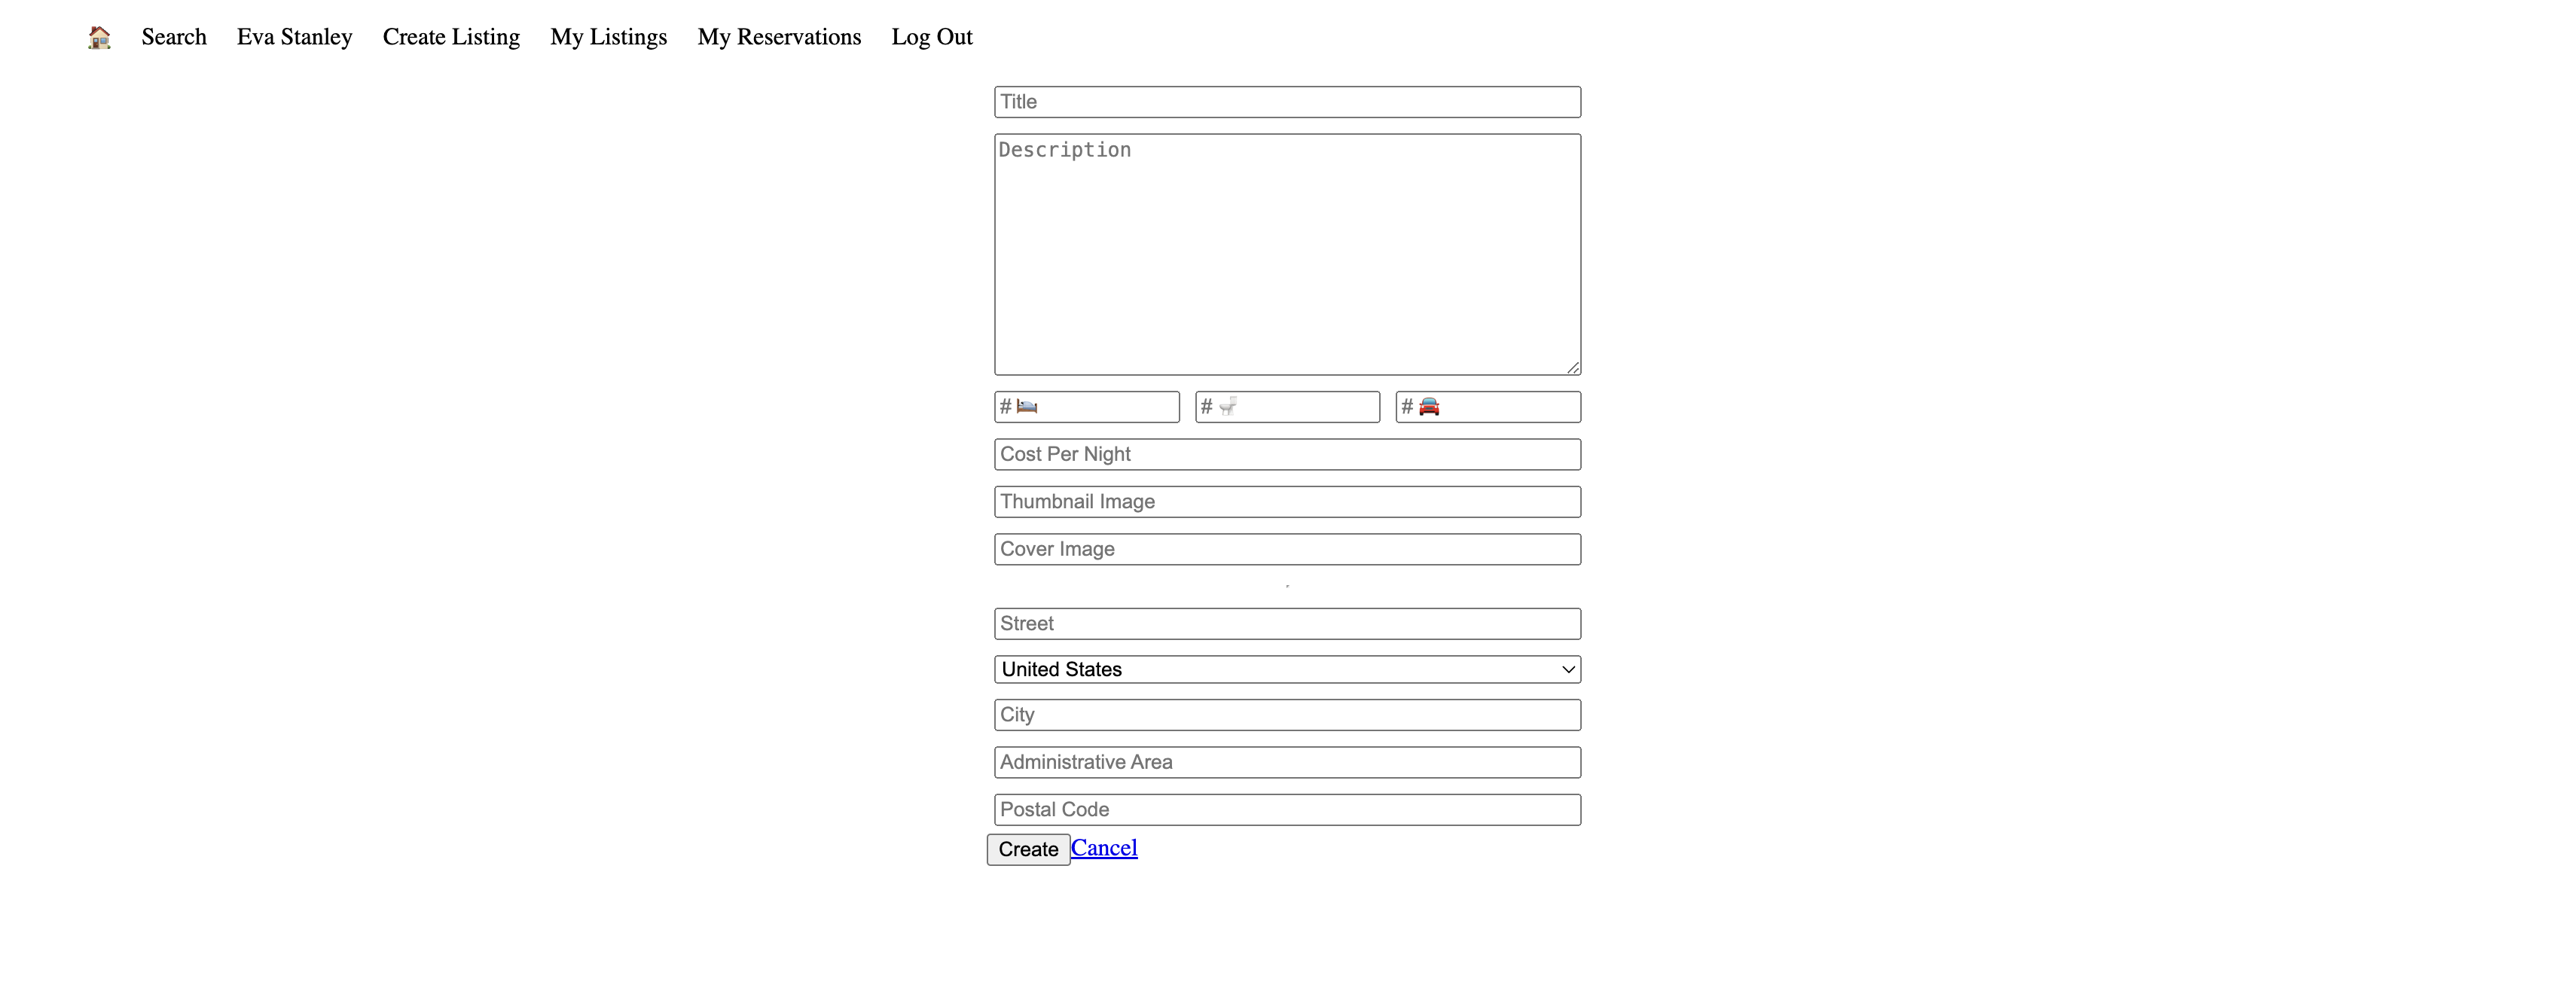 🏠 Search Eva Stanley Create Listing My Listings My Reservations Log Out
Title
Description
# 🛏️ # 🚽 # 🚘
Cost Per Night
Thumbnail Image
Cover Image
Street
United States
City
Administrative Area
Postal Code
Create Cancel